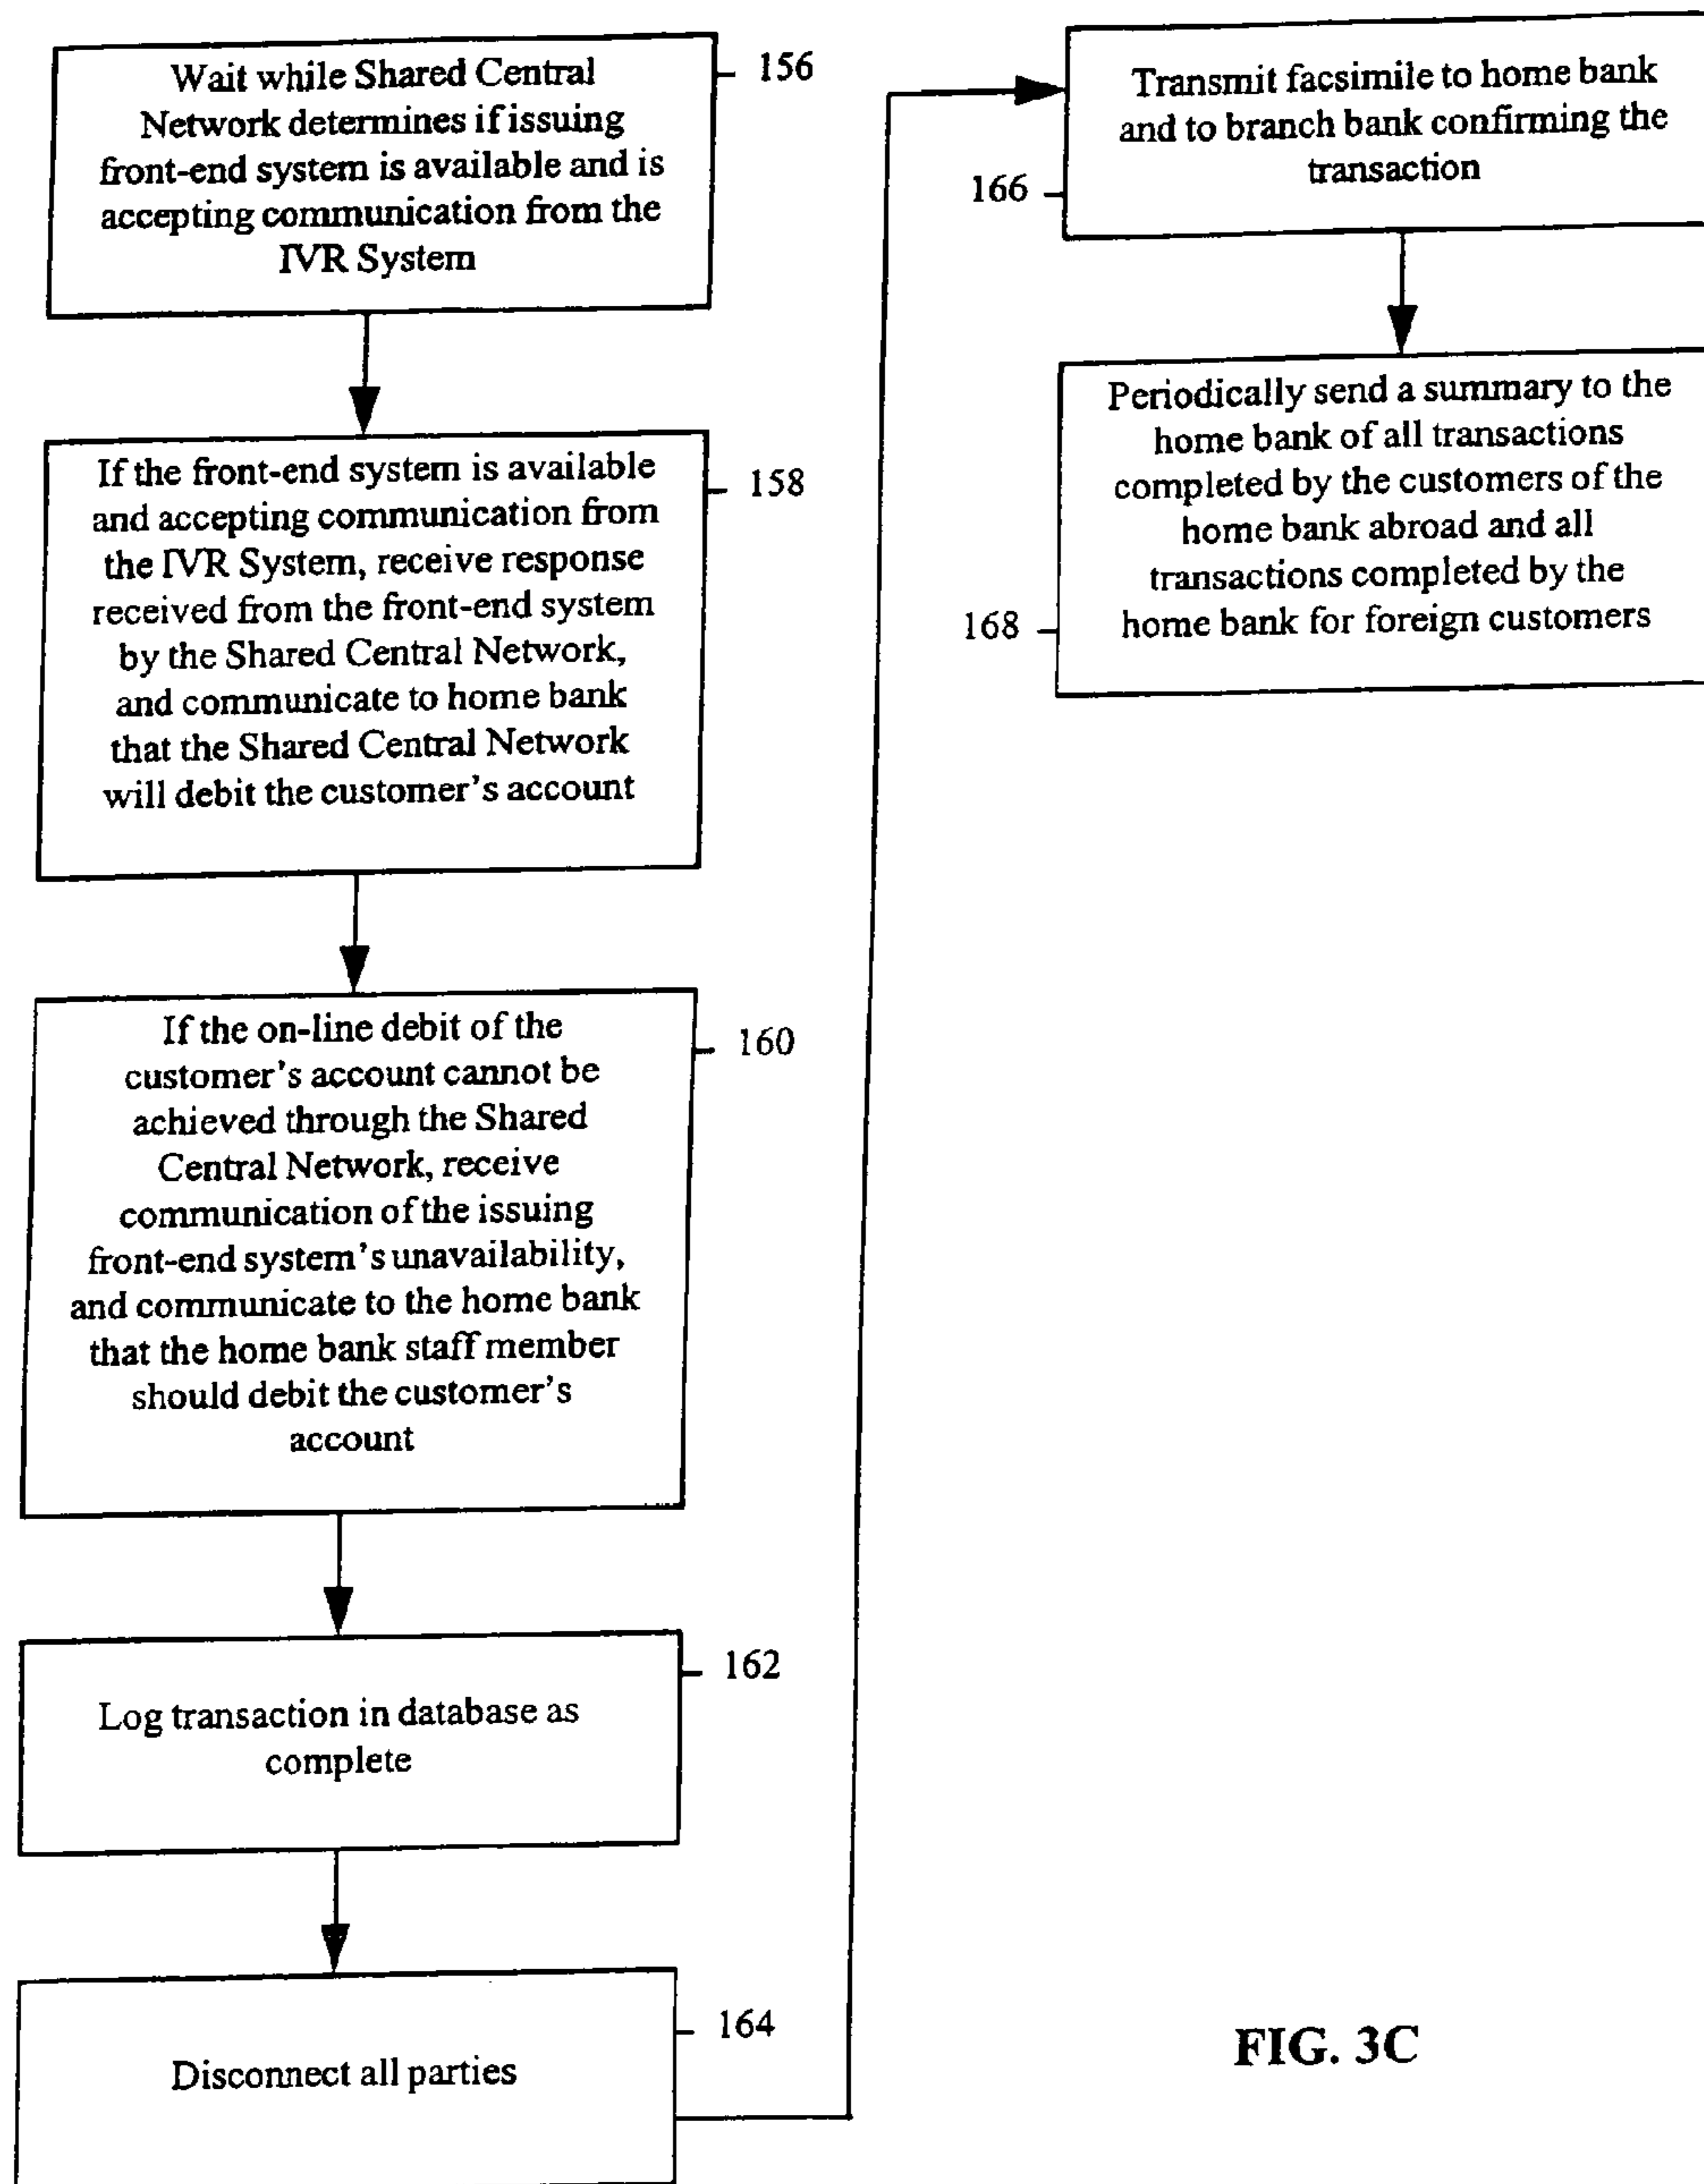 Wait while Shared Central
Network determines if issuing
front-end system is available and is
accepting communication from the
IVR System
156
If the front-end system is available
and accepting communication from
the IVR System, receive response
received from the front-end system
by the Shared Central Network,
and communicate to home bank
that the Shared Central Network
will debit the customer's account
158
If the on-line debit of the
customer's account cannot be
achieved through the Shared
Central Network, receive
communication of the issuing
front-end system's unavailability,
and communicate to the home bank
that the home bank staff member
should debit the customer's
account
160
Log transaction in database as
complete
162
Disconnect all parties
164
Transmit facsimile to home bank
and to branch bank confirming the
transaction
166
Periodically send a summary to the
home bank of all transactions
completed by the customers of the
home bank abroad and all
transactions completed by the
home bank for foreign customers
168
FIG. 3C